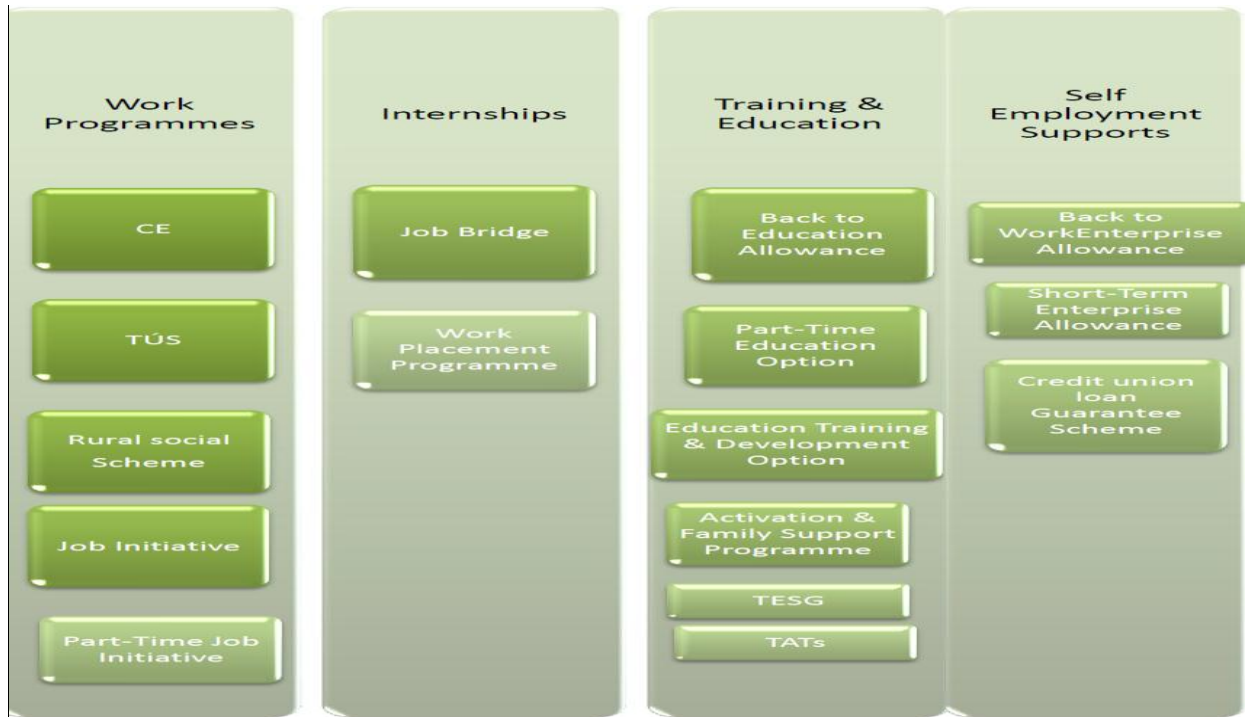 Work
Programmes
CE
TÚS
Rural social
Scheme
Job Initiative
Part-Time Job
Initiative
Internships
Job Bridge
Work
Placement
Programme
Training &
Education
Back to
Education
Allowance
Part-Time
Education
Option
Education Training
& Development
Option
Activation &
Family Support
Programme
TESG
TATs
Self
Employment
Supports
Back to
WorkEnterprise
Allowance
Short-Term
Enterprise
Allowance
Credit union
loan
Guarantee
Scheme